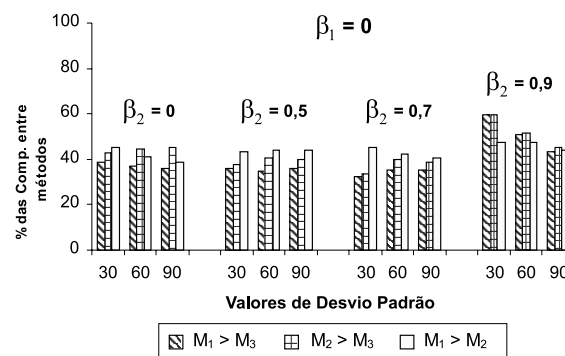 β₁ = 0
% das Comp. entre
métodos
100
80
60
40
20
0
β₂ = 0
β₂ = 0,5
β₂ = 0,7
β₂ = 0,9
30 60 90 30 60 90 30 60 90 30 60 90
Valores de Desvio Padrão
M₁ > M₃ M₂ > M₃ M₁ > M₂